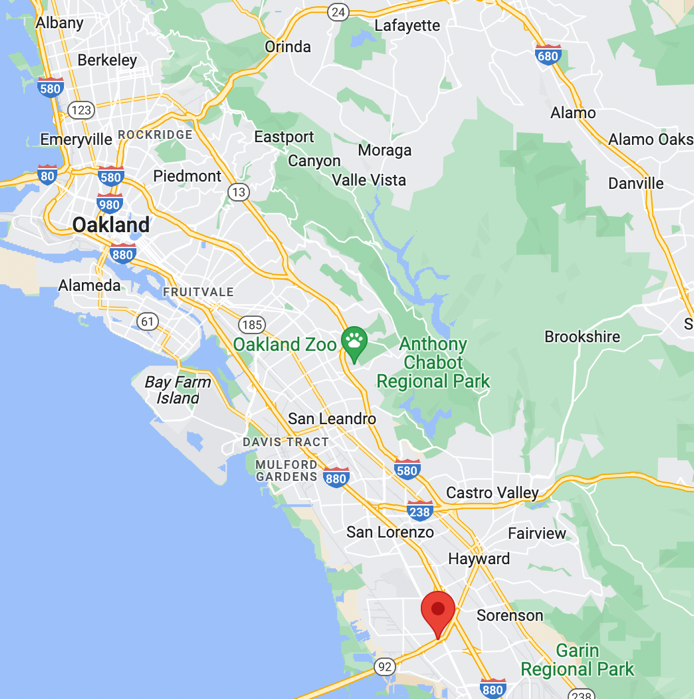 Albany
24
Lafayette
Orinda
Berkeley
680
580
123
Alamo
Emeryville
ROCKRIDGE
Eastport
Alamo Oaks
Moraga
Canyon
80
580
Piedmont
Valle Vista
Danville
13
980
Oakland
880
Alameda
FRUITVALE
61
185
Oakland Zoo
Anthony
Chabot
Regional Park
Brookshire
S
Bay Farm
Island
San Leandro
DAVIS TRACT
MULFORD
GARDENS
880
580
Castro Valley
238
San Lorenzo
Fairview
Hayward
Sorenson
92
Garin
Regional Park
880
238